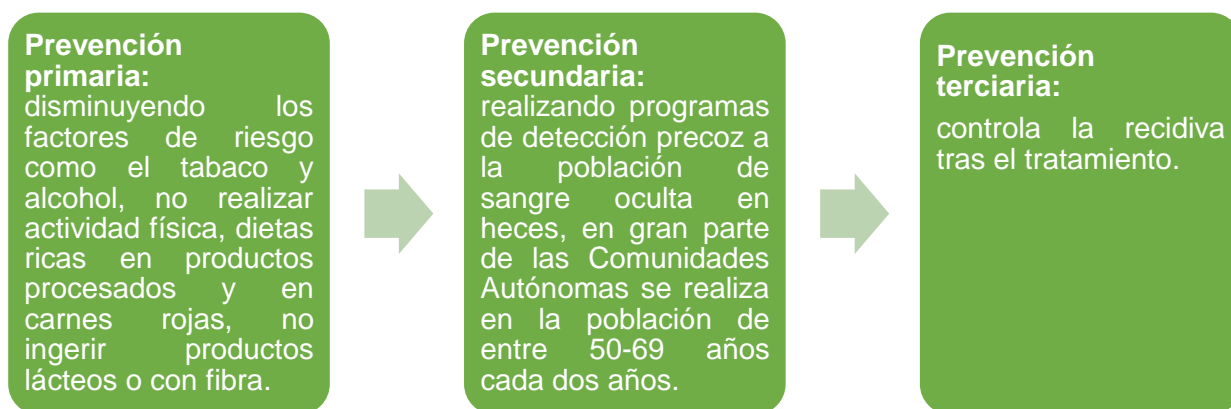 Prevención
primaria:
disminuyendo los
factores de riesgo
como el tabaco y
alcohol, no realizar
actividad física, dietas
ricas en productos
procesados y en
carnes rojas, no
ingerir productos
lácteos o con fibra.
Prevención
secundaria:
realizando programas
de detección precoz a
la población de
sangre oculta en
heces, en gran parte
de las Comunidades
Autónomas se realiza
en la población de
entre 50-69 años
cada dos años.
Prevención
terciaria:
controla la recidiva
tras el tratamiento.